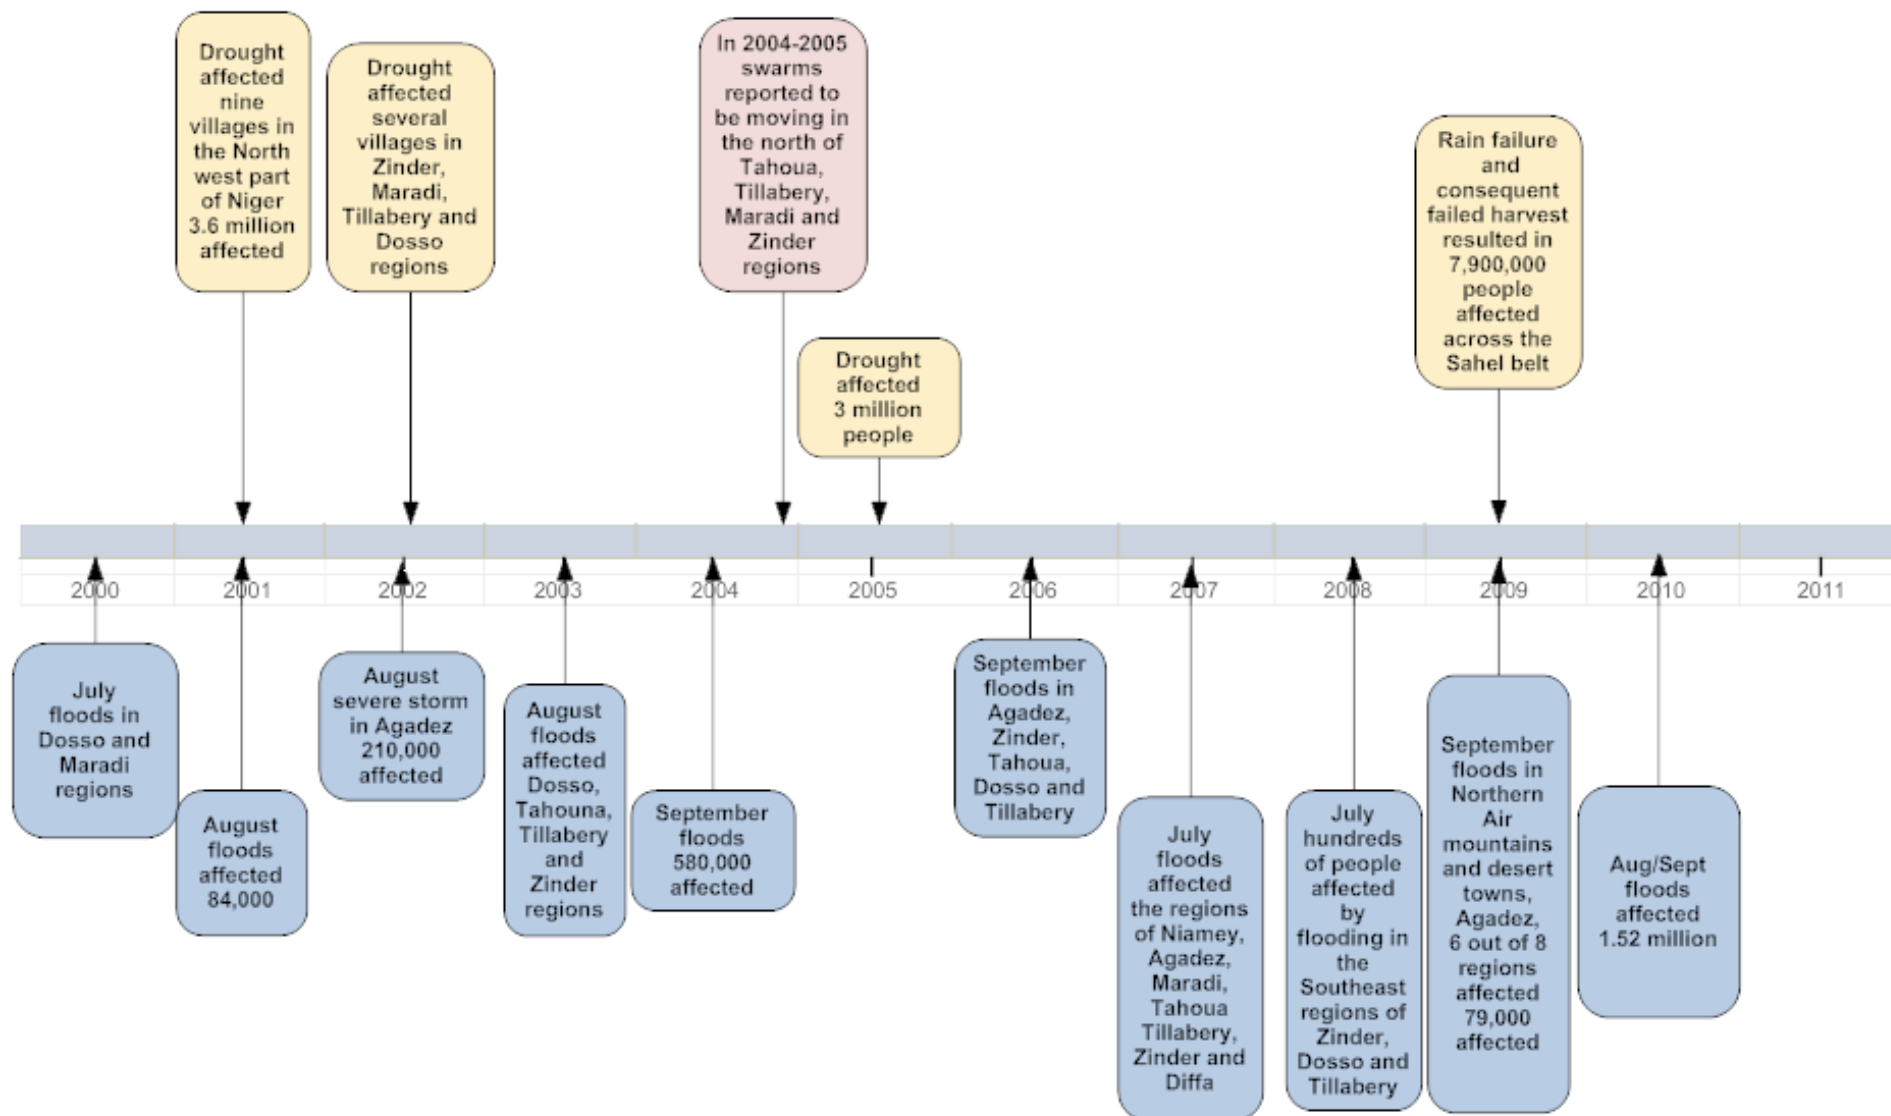 Drought
affected
nine
villages in
the North
west part
of Niger
3.6 million
affected
Drought
affected
several
villages in
Zinder,
Maradi,
Tillabery and
Dosso
regions
In 2004-2005
swarms
reported to
be moving in
the north of
Tahoua,
Tillabery,
Maradi and
Zinder
regions
Drought
affected
3 million
people
Rain failure
and
consequent
failed harvest
resulted in
7,900,000
people
affected
across the
Sahel belt
2000
2001
2002
2003
2004
2005
2006
2007
2008
2009
2010
2011
July
floods in
Dosso and
Maradi
regions
August
floods
affected
84,000
August
severe storm
in Agadez
210,000
affected
August
floods
affected
Dosso,
Tahouna,
Tillabery
and
Zinder
regions
September
floods
580,000
affected
September
floods in
Agadez,
Zinder,
Tahoua,
Dosso and
Tillabery
July
floods
affected
the regions
of Niamey,
Agadez,
Maradi,
Tahoua
Tillabery,
Zinder and
Diffa
July
hundreds
of people
affected
by
flooding in
the
Southeast
regions of
Zinder,
Dosso and
Tillabery
September
floods in
Northern
Air
mountains
and desert
towns,
Agadez,
6 out of 8
regions
affected
79,000
affected
Aug/Sept
floods
affected
1.52 million